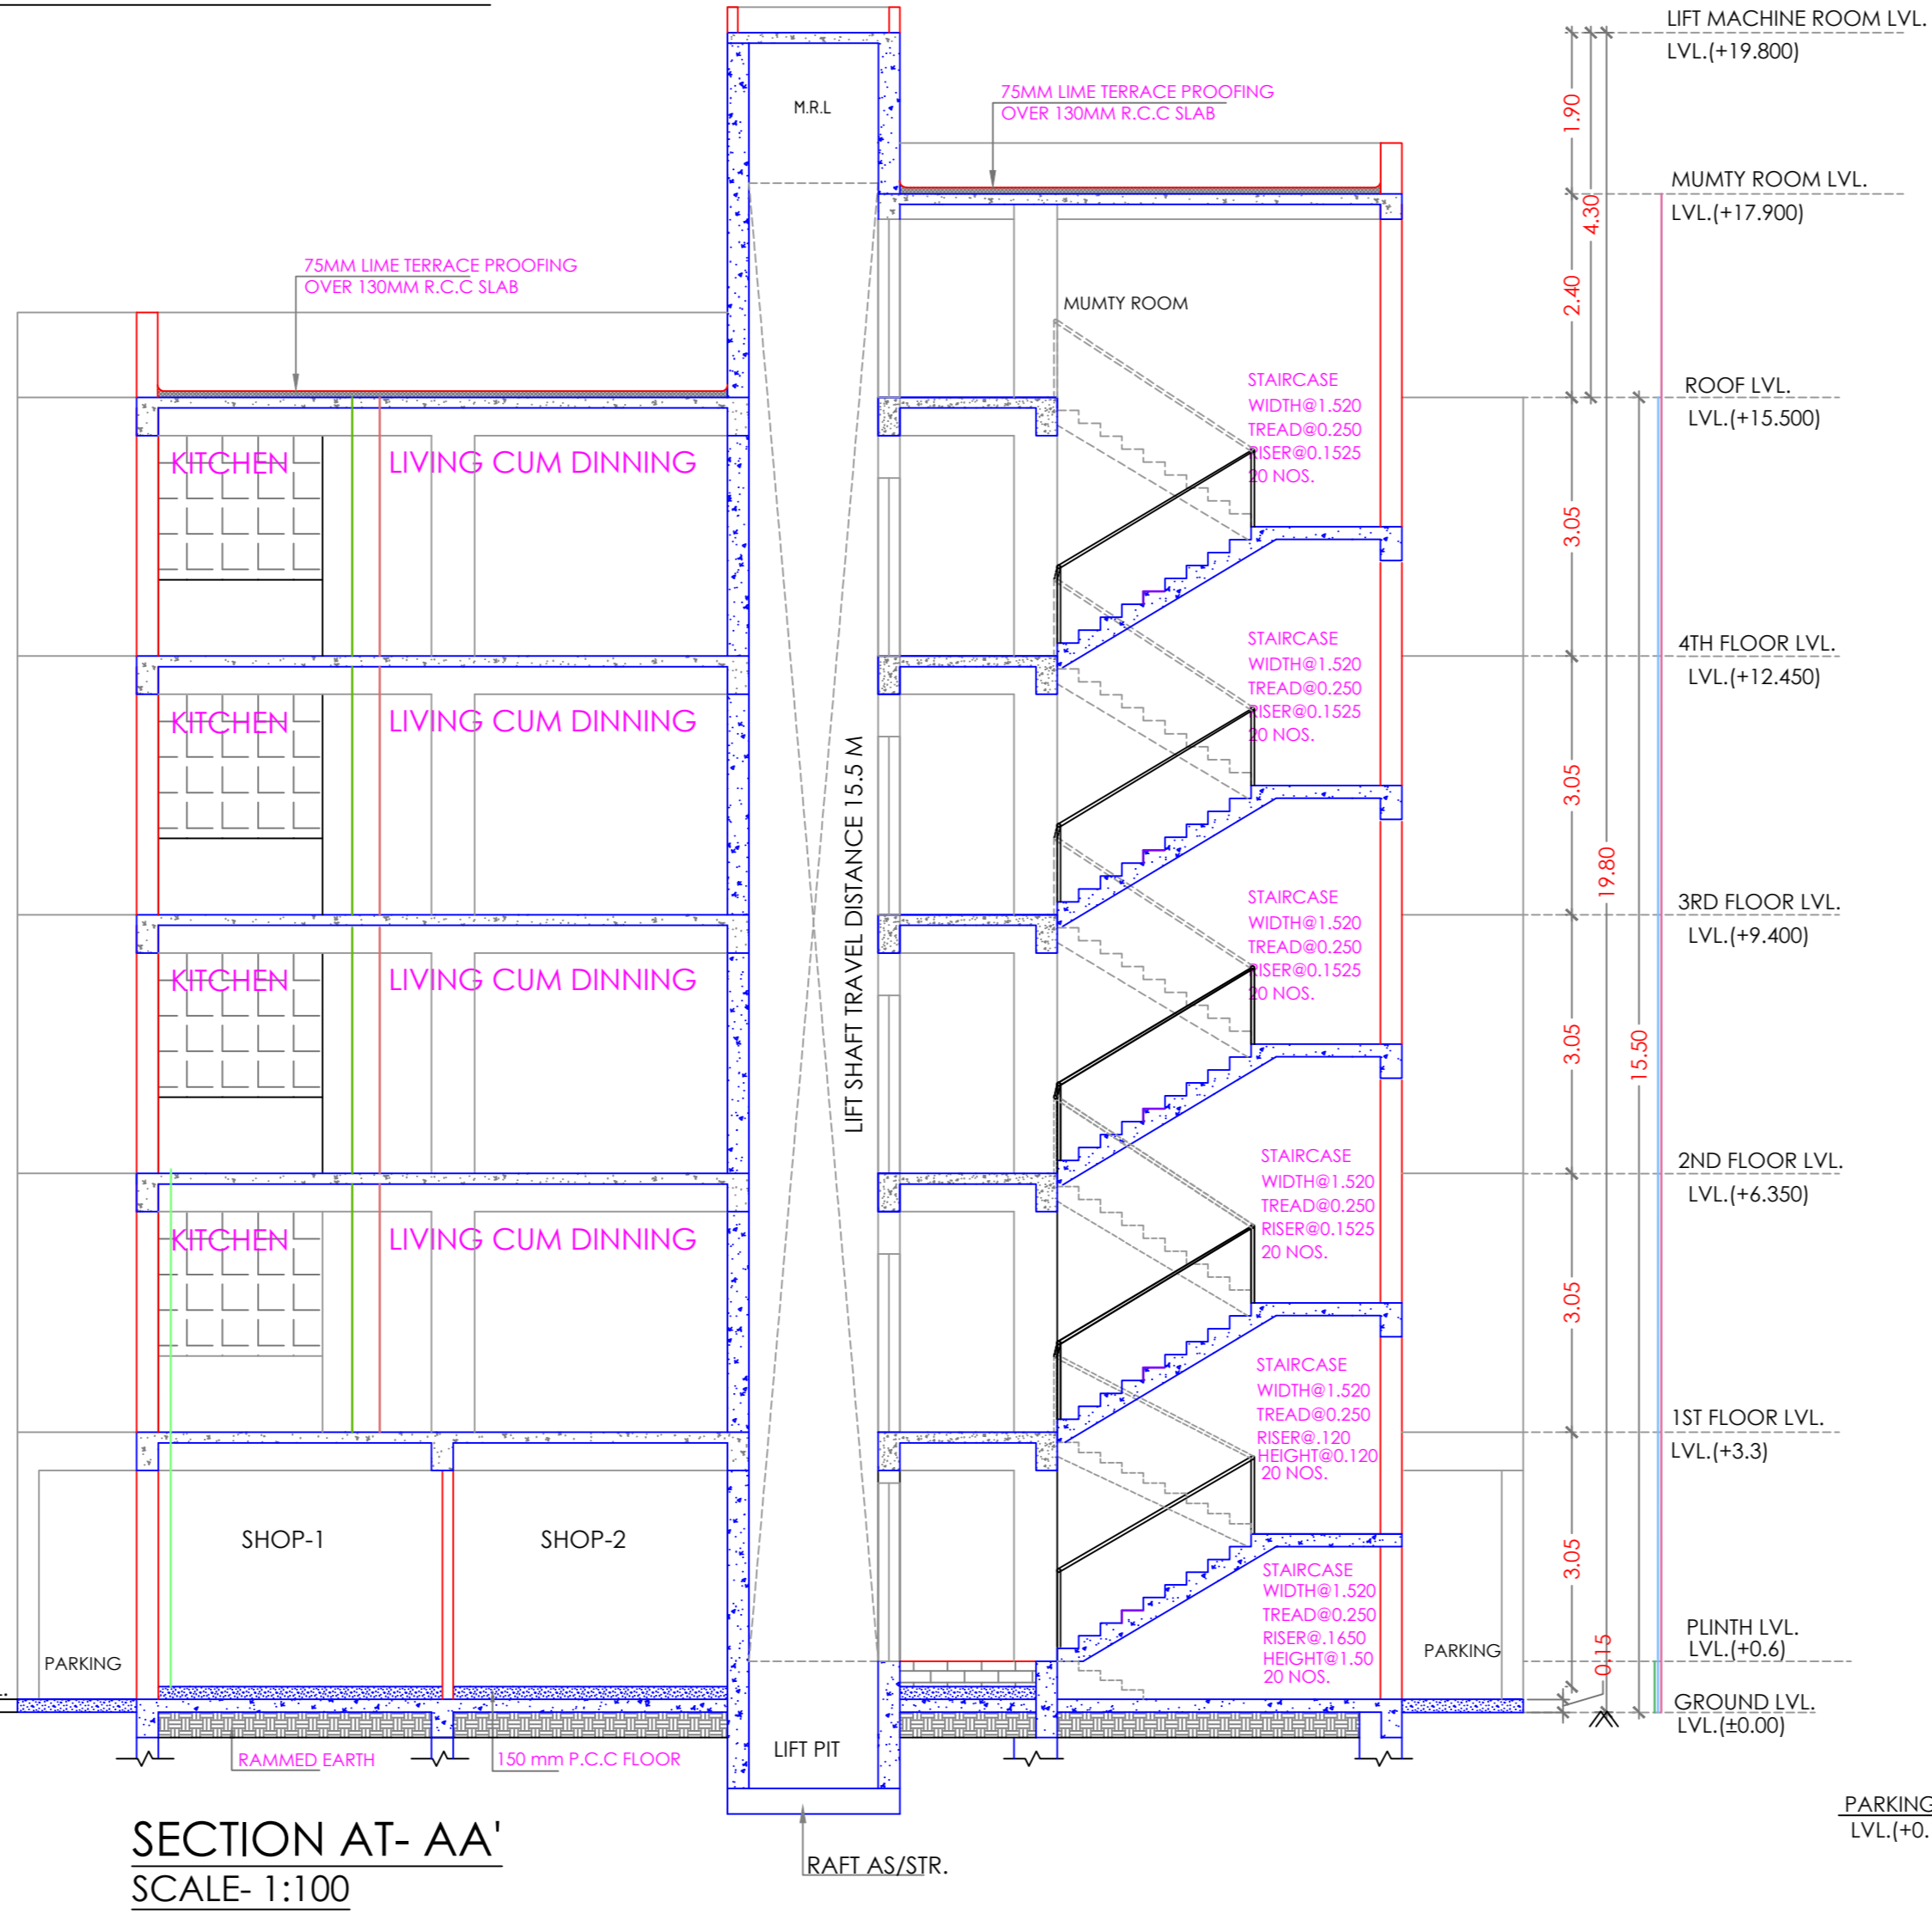 LIFT MACHINE ROOM LVL.
LVL.(+19.800)
M.R.L
75MM LIME TERRACE PROOFING
OVER 130MM R.C.C SLAB
1.90
MUMTY ROOM LVL.
LVL.(+17.900)
4.30
75MM LIME TERRACE PROOFING
OVER 130MM R.C.C SLAB
MUMTY ROOM
2.40
STAIRCASE
WIDTH@1.520
TREAD@0.250
RISER@0.1525
20 NOS.
ROOF LVL.
LVL.(+15.500)
KITCHEN
LIVING CUM DINNING
3.05
STAIRCASE
WIDTH@1.520
TREAD@0.250
RISER@0.1525
20 NOS.
4TH FLOOR LVL.
LVL.(+12.450)
KITCHEN
LIVING CUM DINNING
LIFT SHAFT TRAVEL DISTANCE 15.5 M
3.05
19.80
STAIRCASE
WIDTH@1.520
TREAD@0.250
RISER@0.1525
20 NOS.
3RD FLOOR LVL.
LVL.(+9.400)
KITCHEN
LIVING CUM DINNING
3.05
15.50
STAIRCASE
WIDTH@1.520
TREAD@0.250
RISER@0.1525
20 NOS.
2ND FLOOR LVL.
LVL.(+6.350)
KITCHEN
LIVING CUM DINNING
3.05
STAIRCASE
WIDTH@1.520
TREAD@0.250
RISER@.120
HEIGHT@0.120
20 NOS.
1ST FLOOR LVL.
LVL.(+3.3)
SHOP-1
SHOP-2
3.05
STAIRCASE
WIDTH@1.520
TREAD@0.250
RISER@.1650
HEIGHT@1.50
20 NOS.
PARKING
PARKING
0.15
PLINTH LVL.
LVL.(+0.6)
GROUND LVL.
LVL.(±0.00)
RAMMED EARTH
150 mm P.C.C FLOOR
LIFT PIT
PARKING
LVL.(+0.
SECTION AT- AA'
SCALE- 1:100
RAFT AS/STR.